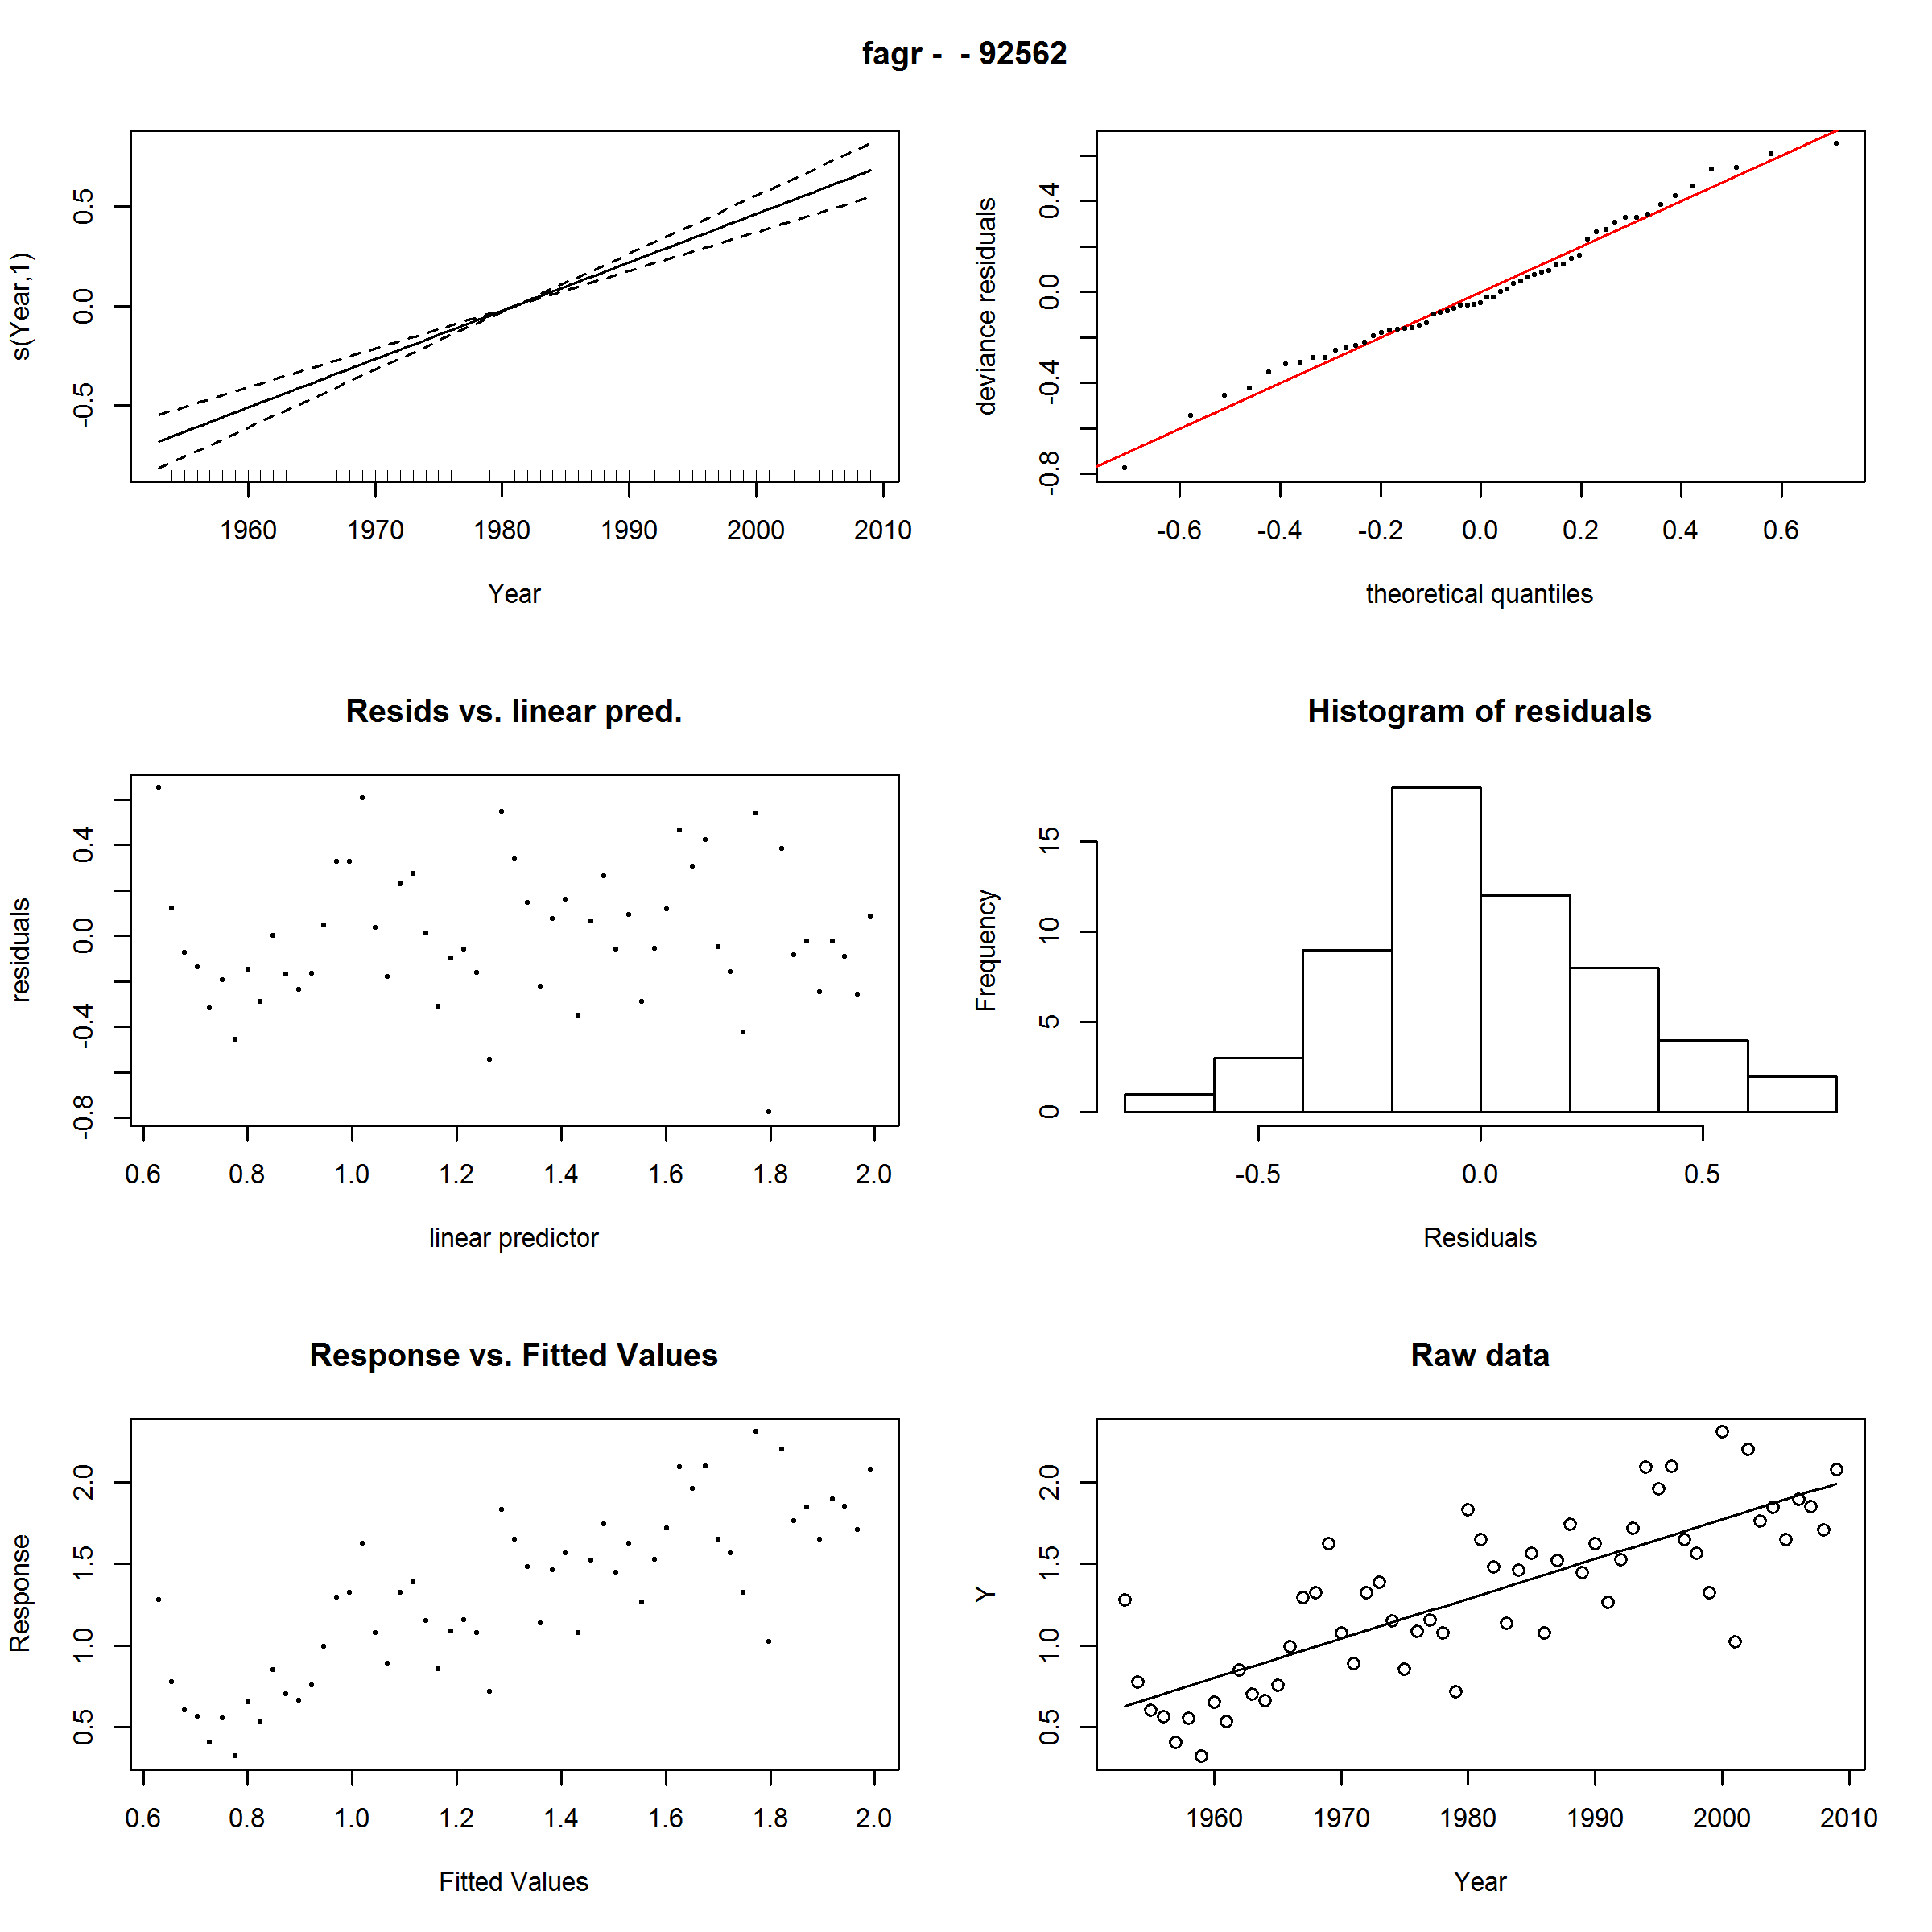 fagr -  - 92562
s(Year,1)
-0.5 0.0 0.5
1960 1970 1980 1990 2000 2010
Year
deviance residuals
-0.8 -0.4 0.0 0.4
-0.6 -0.4 -0.2 0.0 0.2 0.4 0.6
theoretical quantiles
Resids vs. linear pred.
residuals
-0.8 -0.4 0.0 0.4
0.6 0.8 1.0 1.2 1.4 1.6 1.8 2.0
linear predictor
Histogram of residuals
Frequency
0 5 10 15
-0.5 0.0 0.5
Residuals
Response vs. Fitted Values
Response
0.5 1.0 1.5 2.0
0.6 0.8 1.0 1.2 1.4 1.6 1.8 2.0
Fitted Values
Raw data
Y
0.5 1.0 1.5 2.0
1960 1970 1980 1990 2000 2010
Year